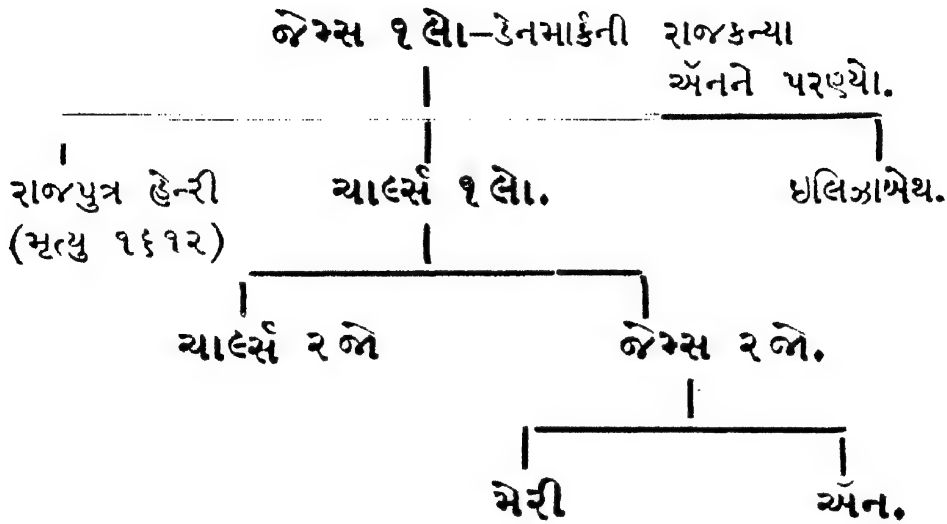 જેમ્સ ૧ લો–ડેનમાર્કની રાજકન્યા
ઍનને પરણ્યો.
રાજપુત્ર હેન્રી ચાર્લ્સ ૧ લો. ઇલિઝાબેથ.
(મૃત્યુ ૧૬૧૨)
ચાર્લ્સ ૨ જો જેમ્સ ૨ જો.
મેરી ઍન.